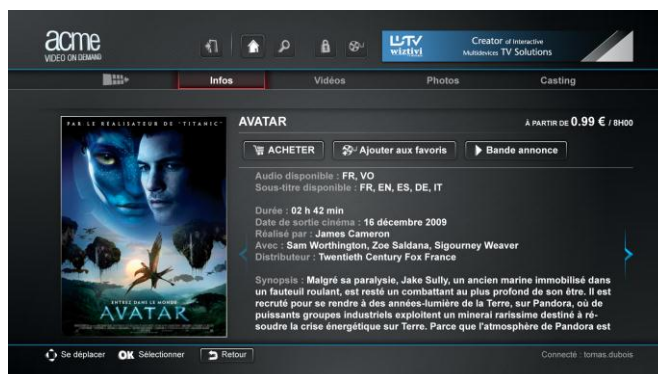 acme
VIDEO ON DEMAND
LUTV
wiztivi
Creator of Interactive
Multidevices TV Solutions
Infos
Vidéos
Photos
Casting
PAR LE RÉALISATEUR DE "TITANIC"
ENTREZ DANS LE MONDE
AVATAR
AVATAR
À PARTIR DE 0.99 € / 8H00
ACHETER
Ajouter aux favoris
Bande annonce
Audio disponible : FR, VO
Sous-titre disponible : FR, EN, ES, DE, IT
Durée : 02 h 42 min
Date de sortie cinéma : 16 décembre 2009
Réalisé par : James Cameron
Avec : Sam Worthington, Zoe Saldana, Sigourney Weaver
Distributeur : Twentieth Century Fox France
Synopsis : Malgré sa paralysie, Jake Sully, un ancien marine immobilisé dans
un fauteuil roulant, est resté un combattant au plus profond de son être. Il est
recruté pour se rendre à des années-lumière de la Terre, sur Pandora, où de
puissants groupes industriels exploitent un minerai rarissime destiné à ré-
soudre la crise énergétique sur Terre. Parce que l'atmosphère de Pandora est
Se déplacer
OK Sélectionner
Retour
Connecté : tomas.dubois